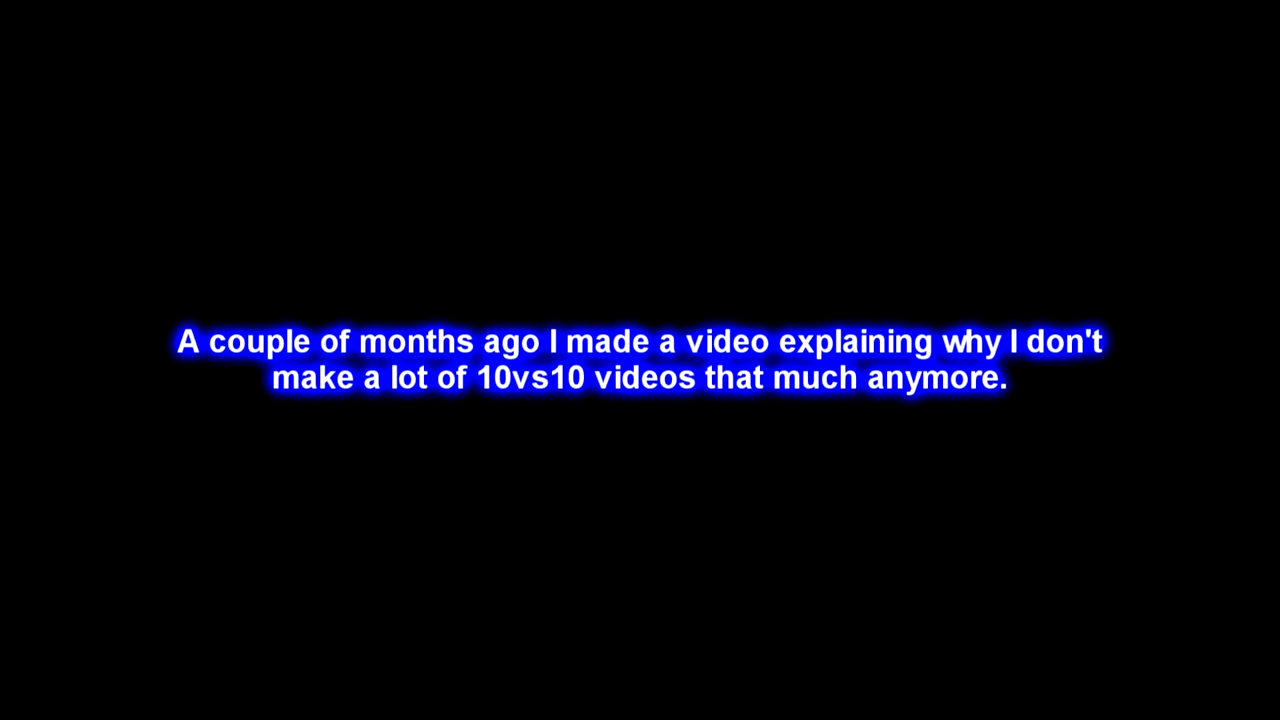 A couple of months ago I made a video explaining why I don't
make a lot of 10vs10 videos that much anymore.